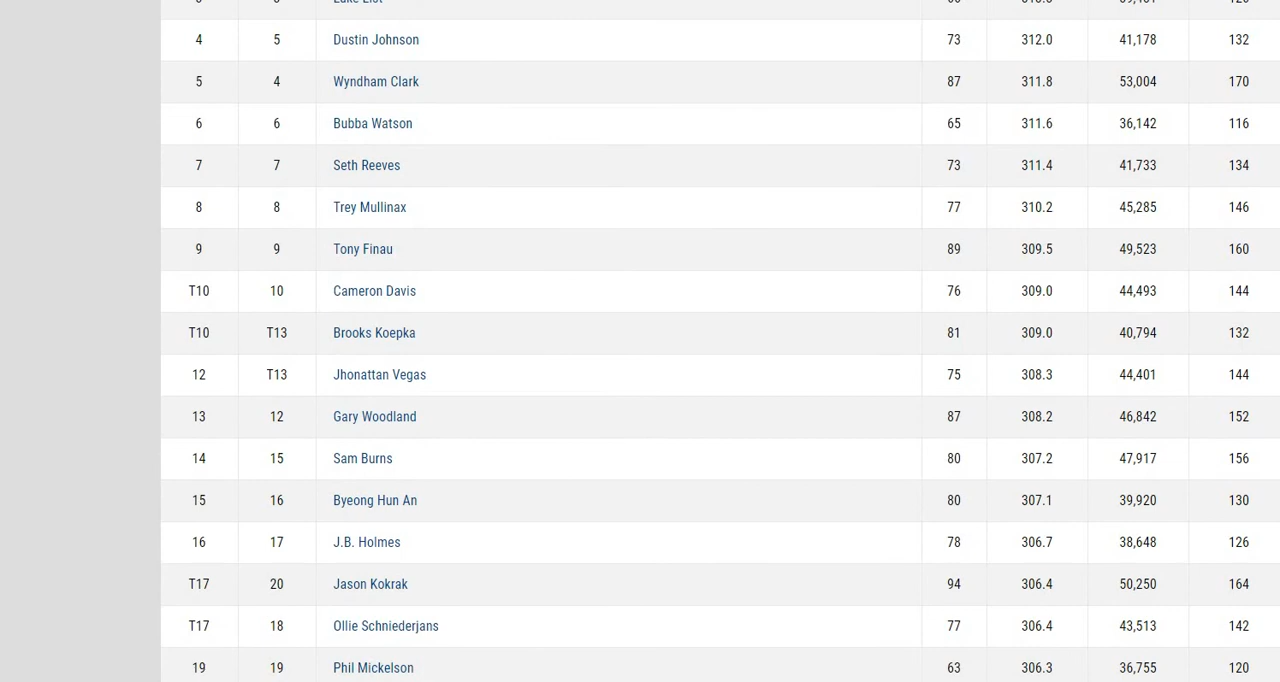 4 5 Dustin Johnson 73 312.0 41,178 132
5 4 Wyndham Clark 87 311.8 53,004 170
6 6 Bubba Watson 65 311.6 36,142 116
7 7 Seth Reeves 73 311.4 41,733 134
8 8 Trey Mullinax 77 310.2 45,285 146
9 9 Tony Finau 89 309.5 49,523 160
T10 10 Cameron Davis 76 309.0 44,493 144
T10 T13 Brooks Koepka 81 309.0 40,794 132
12 T13 Jhonattan Vegas 75 308.3 44,401 144
13 12 Gary Woodland 87 308.2 46,842 152
14 15 Sam Burns 80 307.2 47,917 156
15 16 Byeong Hun An 80 307.1 39,920 130
16 17 J.B. Holmes 78 306.7 38,648 126
T17 20 Jason Kokrak 94 306.4 50,250 164
T17 18 Ollie Schniederjans 77 306.4 43,513 142
19 19 Phil Mickelson 63 306.3 36,755 120